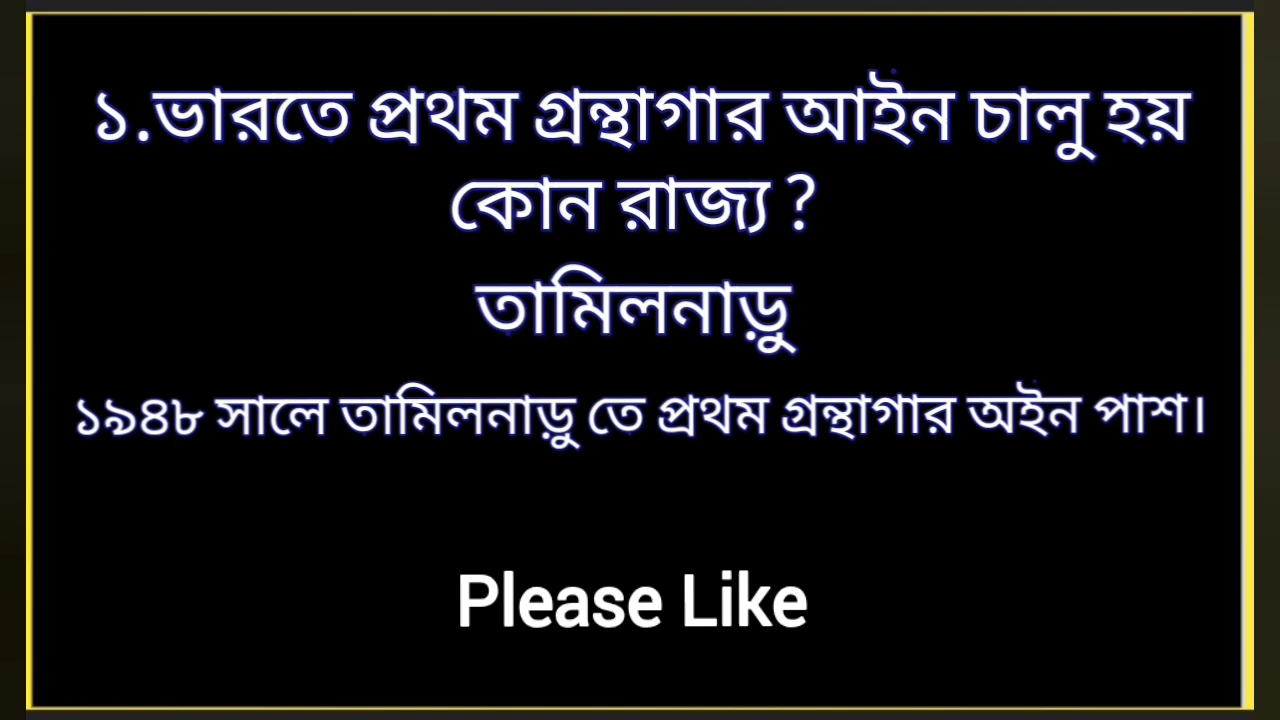 ১.ভারতে প্রথম গ্রন্থাগার আইন চালু হয়
কোন রাজ্য ?
তামিলনাড়ু
১৯৪৮ সালে তামিলনাড়ু তে প্রথম গ্রন্থাগার অইন পাশ।
Please Like